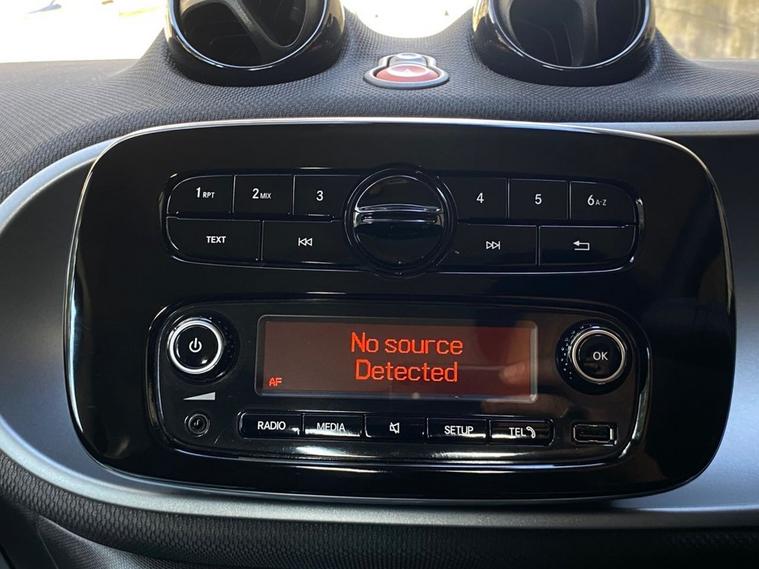 1 RPT 2 MIX 3 4 5 6 A-Z
TEXT
No source
Detected
AF
OK
RADIO MEDIA SETUP TEL